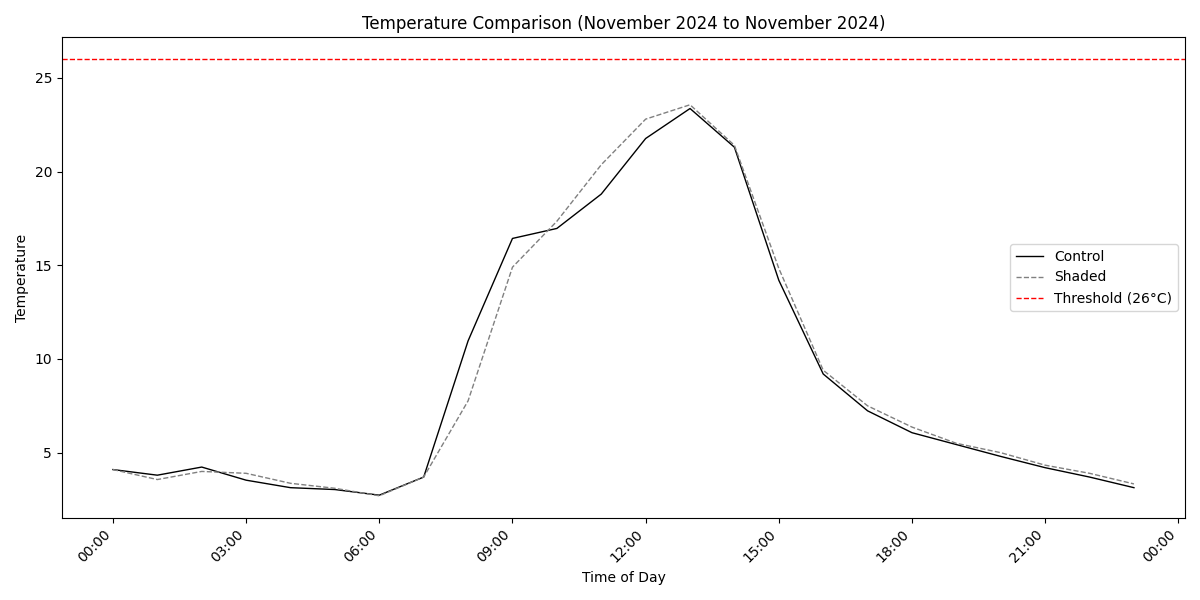 Temperature Comparison (November 2024 to November 2024)
Temperature
25
20
15
10
5
Control
Shaded
Threshold (26°C)
00:00
03:00
06:00
09:00
12:00
15:00
18:00
21:00
00:00
Time of Day